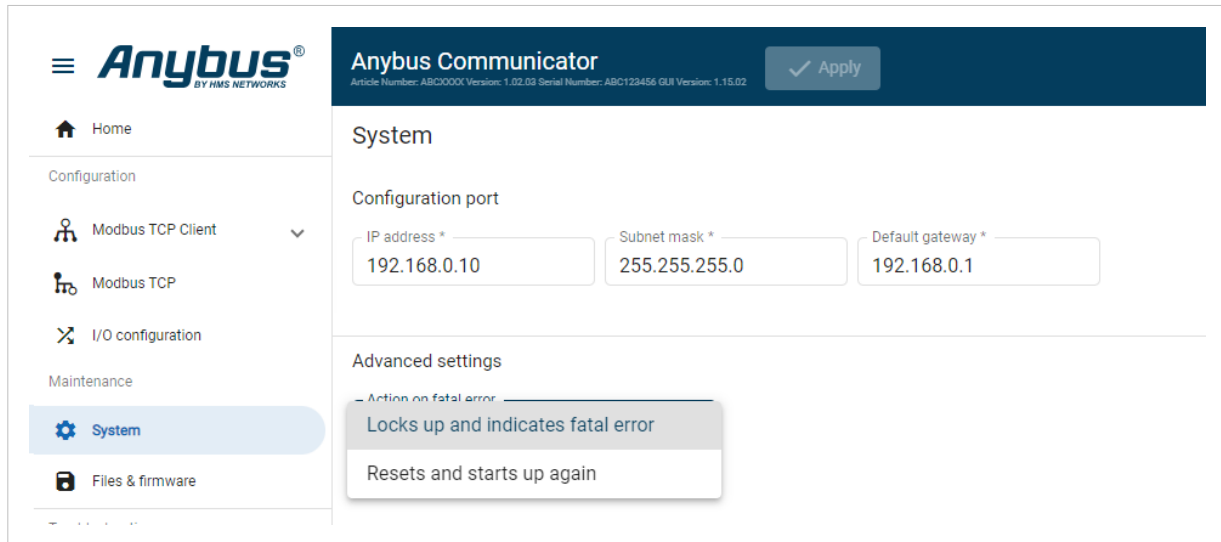 Anybus®
BY HMS NETWORKS
Anybus Communicator
Article Number: ABCXXXX Version: 1.02.03 Serial Number: ABC123456 GUI Version: 1.15.02
Apply
Home
Configuration
Modbus TCP Client
Modbus TCP
I/O configuration
Maintenance
System
Files & firmware
System
Configuration port
IP address *
192.168.0.10
Subnet mask *
255.255.255.0
Default gateway *
192.168.0.1
Advanced settings
Action on fatal error
Locks up and indicates fatal error
Resets and starts up again